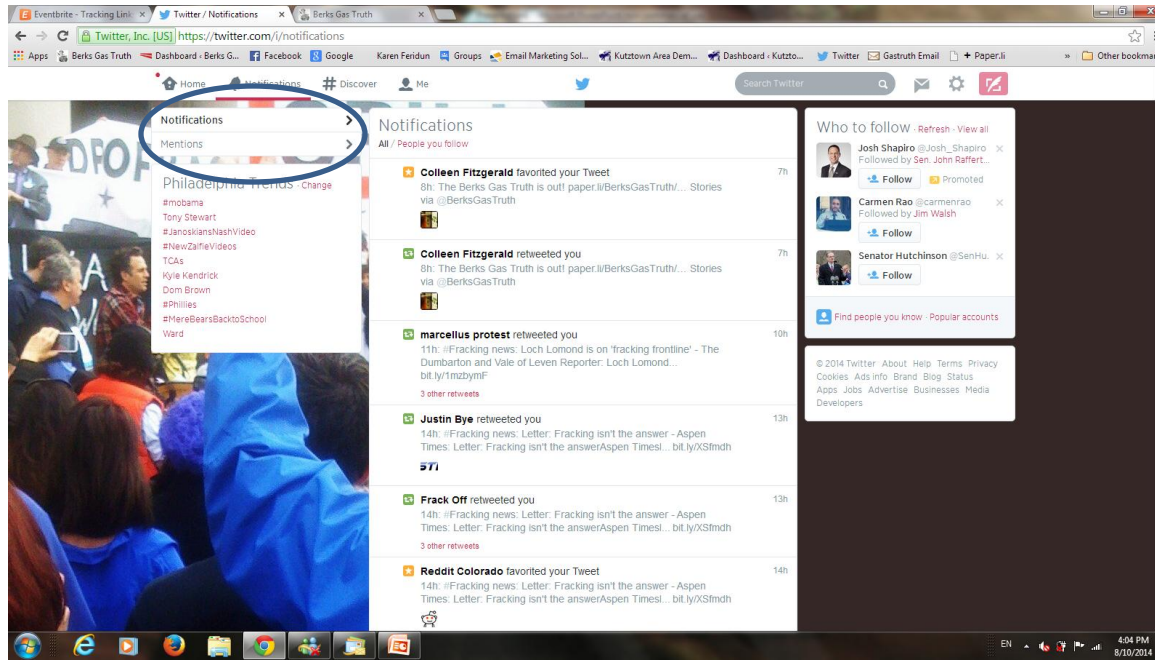 Eventbrite - Tracking Link
Twitter / Notifications
Berks Gas Truth
Twitter, Inc. [US] https://twitter.com/i/notifications
Apps Berks Gas Truth Dashboard ‹ Berks G... Facebook Google Karen Feridun Groups Email Marketing Sol... Kutztown Area Dem... Dashboard ‹ Kutzto... Twitter Gastruth Email + Paper.li » Other bookmar
Home Notifications # Discover Me Search Twitter
Notifications
Mentions
Philadelphia Trends · Change
#mobama
Tony Stewart
#JanoskiansNashVideo
#NewZalfieVideos
TCAs
Kyle Kendrick
Dom Brown
#Phillies
#MereBearsBacktoSchool
Ward
Notifications
All / People you follow
Colleen Fitzgerald favorited your Tweet 7h
8h: The Berks Gas Truth is out! paper.li/BerksGasTruth/... Stories
via @BerksGasTruth
Colleen Fitzgerald retweeted you 7h
8h: The Berks Gas Truth is out! paper.li/BerksGasTruth/... Stories
via @BerksGasTruth
marcellus protest retweeted you 10h
11h: #Fracking news: Loch Lomond is on 'fracking frontline' - The
Dumbarton and Vale of Leven Reporter: Loch Lomond...
bit.ly/1mzbymF
3 other retweets
Justin Bye retweeted you 13h
14h: #Fracking news: Letter: Fracking isn't the answer - Aspen
Times: Letter: Fracking isn't the answerAspen Timesl... bit.ly/XSfmdh
STI
Frack Off retweeted you 13h
14h: #Fracking news: Letter: Fracking isn't the answer - Aspen
Times: Letter: Fracking isn't the answerAspen Timesl... bit.ly/XSfmdh
3 other retweets
Reddit Colorado favorited your Tweet 14h
14h: #Fracking news: Letter: Fracking isn't the answer - Aspen
Times: Letter: Fracking isn't the answerAspen Timesl... bit.ly/XSfmdh
Who to follow · Refresh · View all
Josh Shapiro @Josh_Shapiro
Followed by Sen. John Raffert...
Follow Promoted
Carmen Rao @carmenrao
Followed by Jim Walsh
Follow
Senator Hutchinson @SenHu.
Follow
Find people you know · Popular accounts
© 2014 Twitter About Help Terms Privacy
Cookies Ads info Brand Blog Status
Apps Jobs Advertise Businesses Media
Developers
EN 4:04 PM
8/10/2014